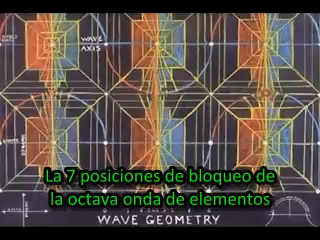 WAVE
AXIS
La 7 posiciones de bloqueo de
la octava onda de elementos
WAVE GEOMETRY